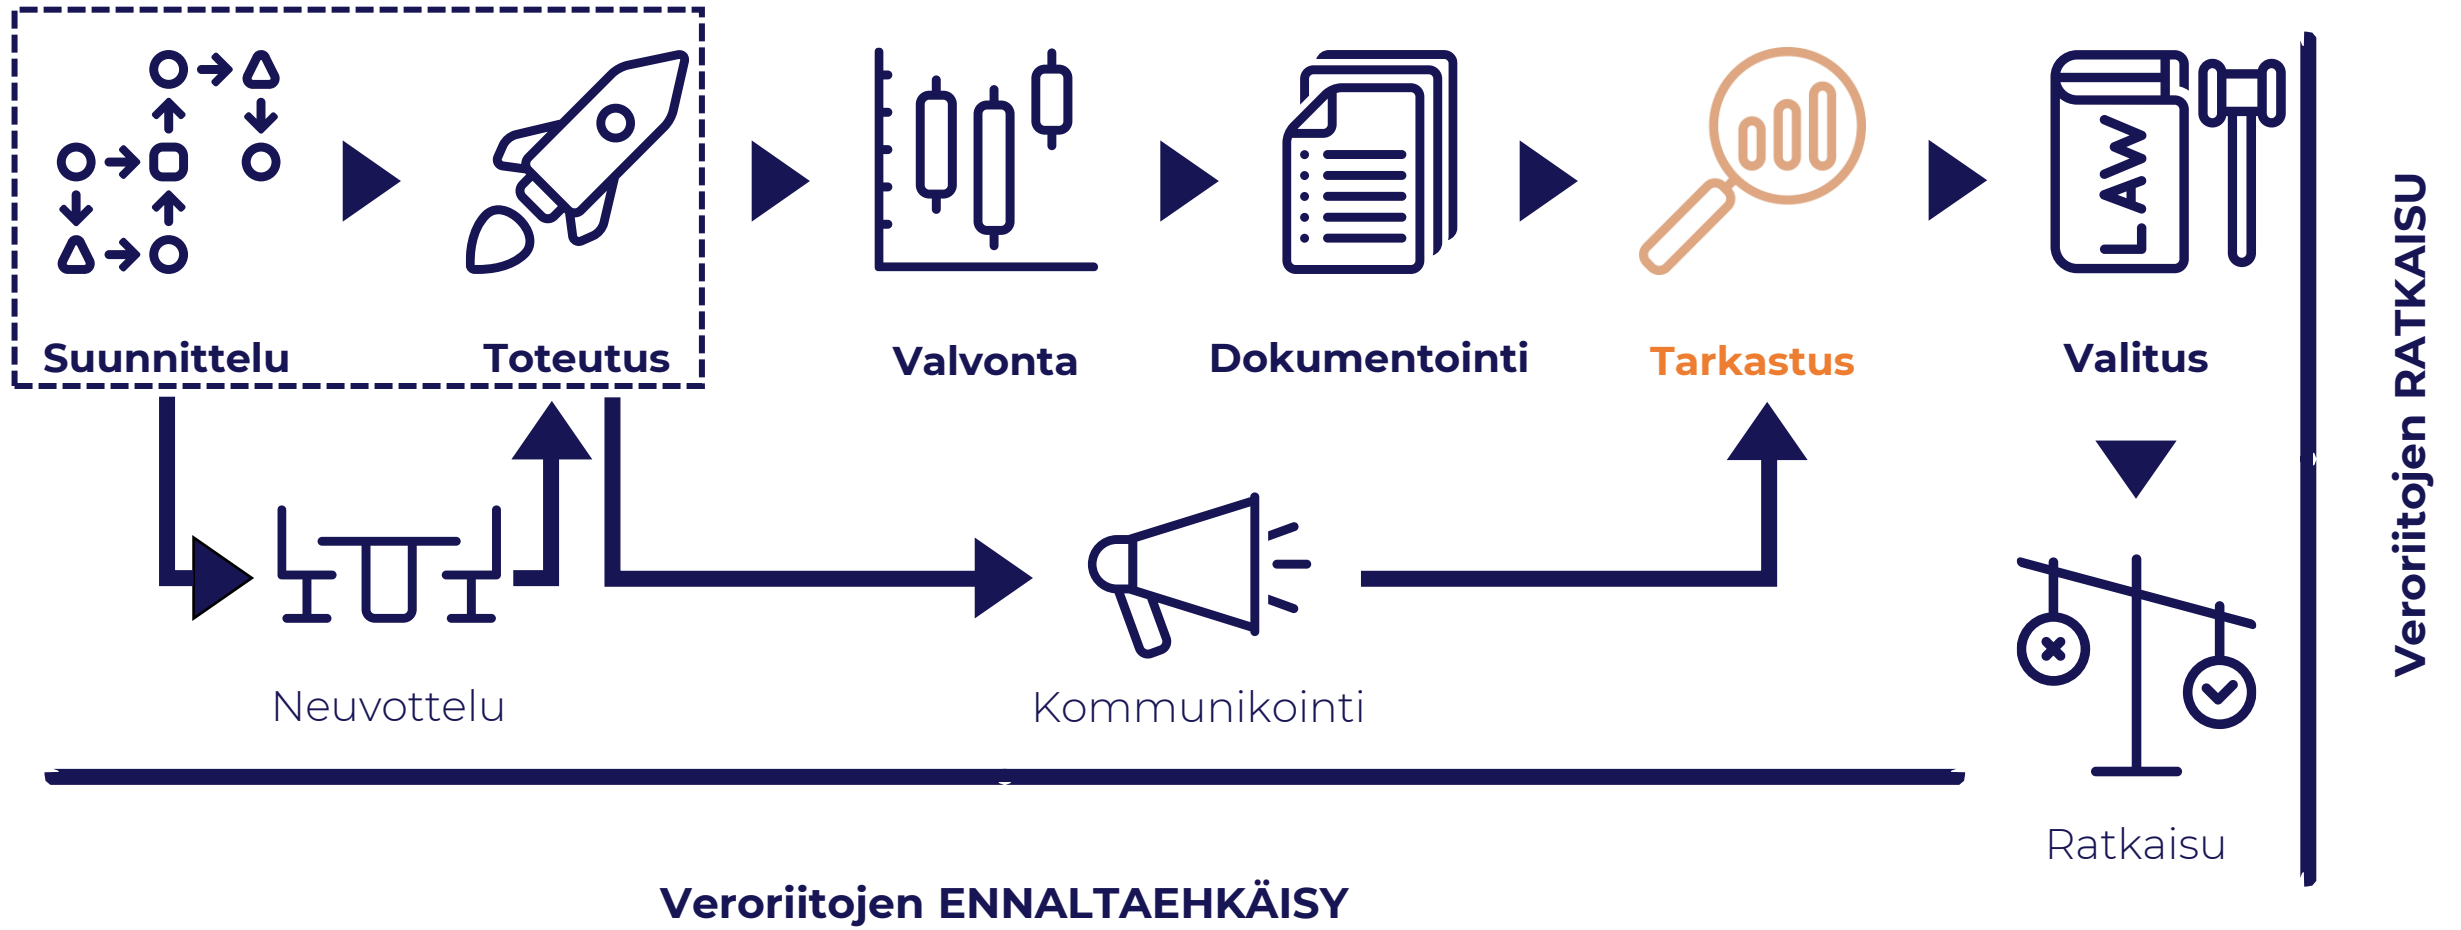 Suunnittelu
Toteutus
Valvonta
Dokumentointi
Tarkastus
LAW
Valitus
Neuvottelu
Kommunikointi
Ratkaisu
Veroriitojen ENNALTAEHKÄISY
Veroriitojen RATKAISU